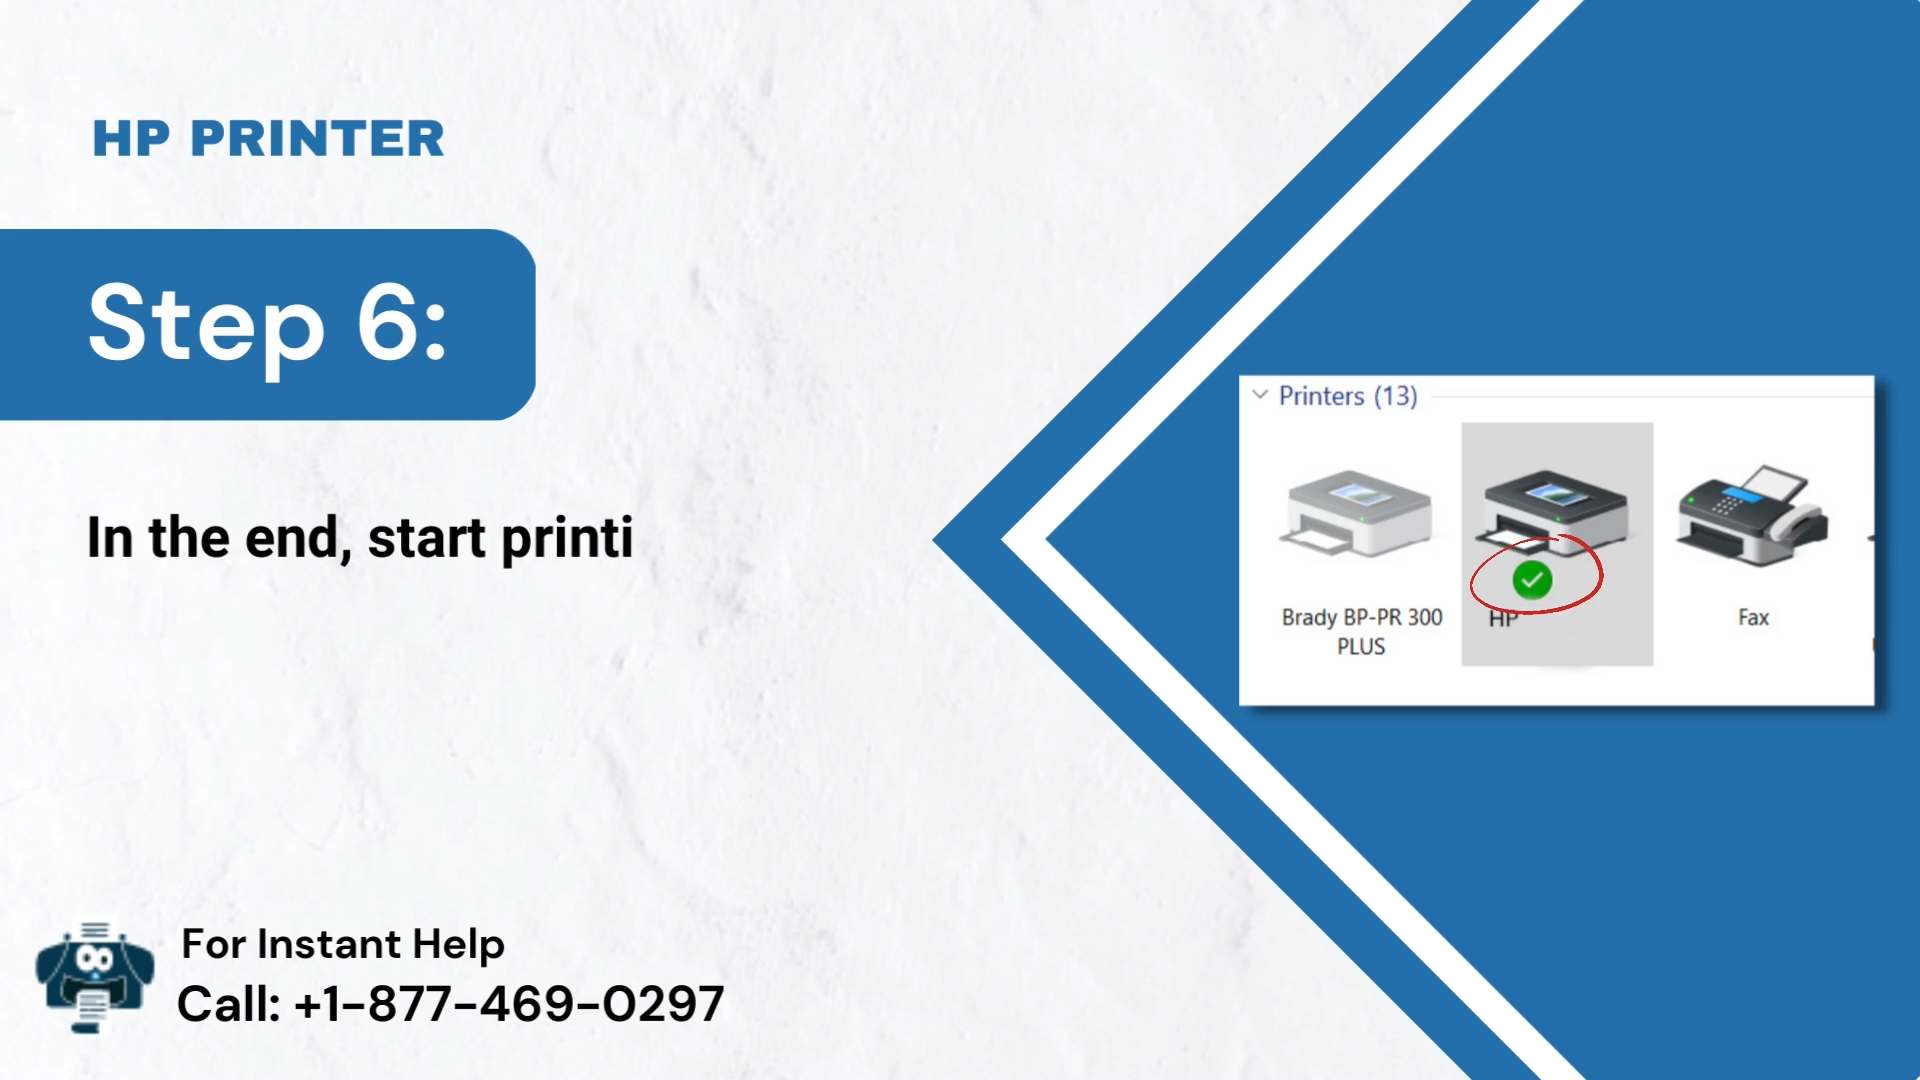 HP PRINTER
Step 6:
In the end, start printi
Printers (13)
Brady BP-PR 300
PLUS
HP
Fax
For Instant Help
Call: +1-877-469-0297